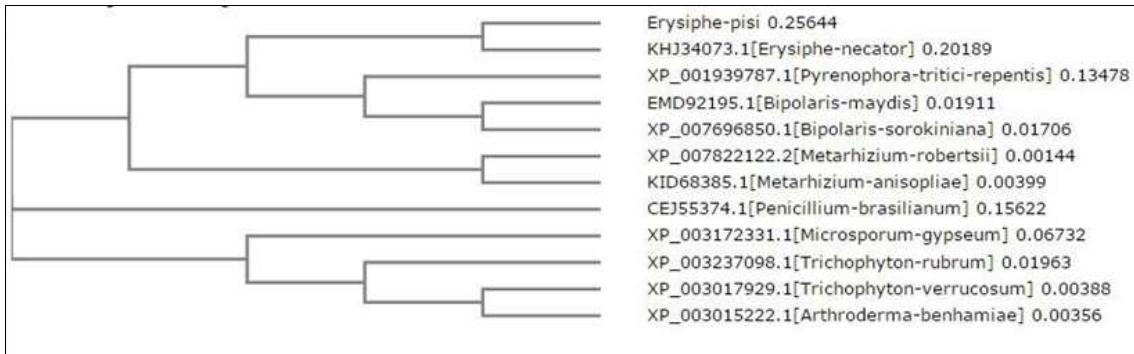 Erysiphe-pisi 0.25644
KHJ34073.1[Erysiphe-necator] 0.20189
XP_001939787.1[Pyrenophora-tritici-repentis] 0.13478
EMD92195.1[Bipolaris-maydis] 0.01911
XP_007696850.1[Bipolaris-sorokiniana] 0.01706
XP_007822122.2[Metarhizium-robertsii] 0.00144
KID68385.1[Metarhizium-anisopliae] 0.00399
CEJ55374.1[Penicillium-brasilianum] 0.15622
XP_003172331.1[Microsporum-gypseum] 0.06732
XP_003237098.1[Trichophyton-rubrum] 0.01963
XP_003017929.1[Trichophyton-verrucosum] 0.00388
XP_003015222.1[Arthroderma-benhamiae] 0.00356